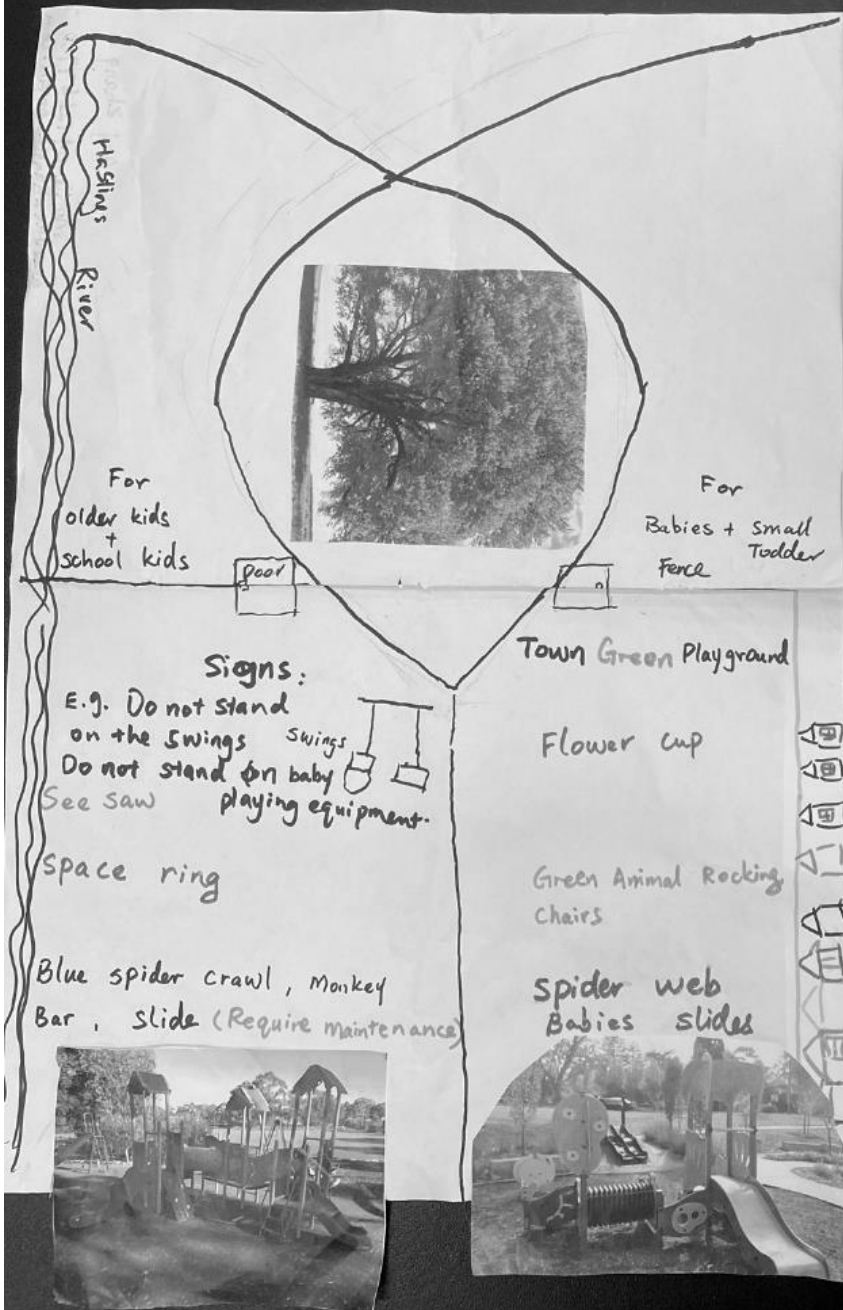 Hastings
River
For
older kids
+
school kids
For
Babies + small
Todder
Fence
Door
Town Green Playground
Signs:
E.g. Do not stand
on the swings
Do not stand on baby
playing equipment.
Swings
See saw
Space ring
Blue spider crawl, Monkey
Bar, slide (Require maintenance)
Flower cup
Green Animal Rocking
Chairs
Spider web
Babies slides